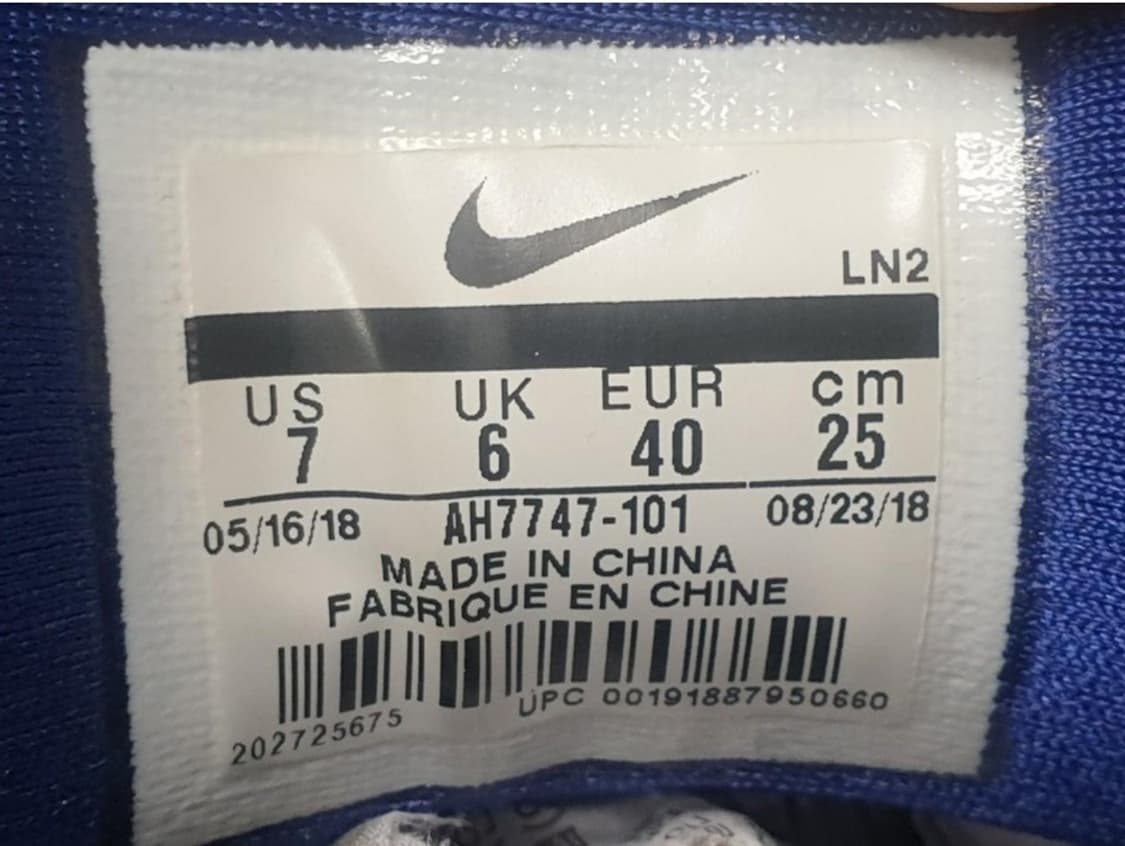 LN2
US UK EUR cm
7 6 40 25
05/16/18 AH7747-101 08/23/18
MADE IN CHINA
FABRIQUE EN CHINE
UPC 00191887950660
202725675